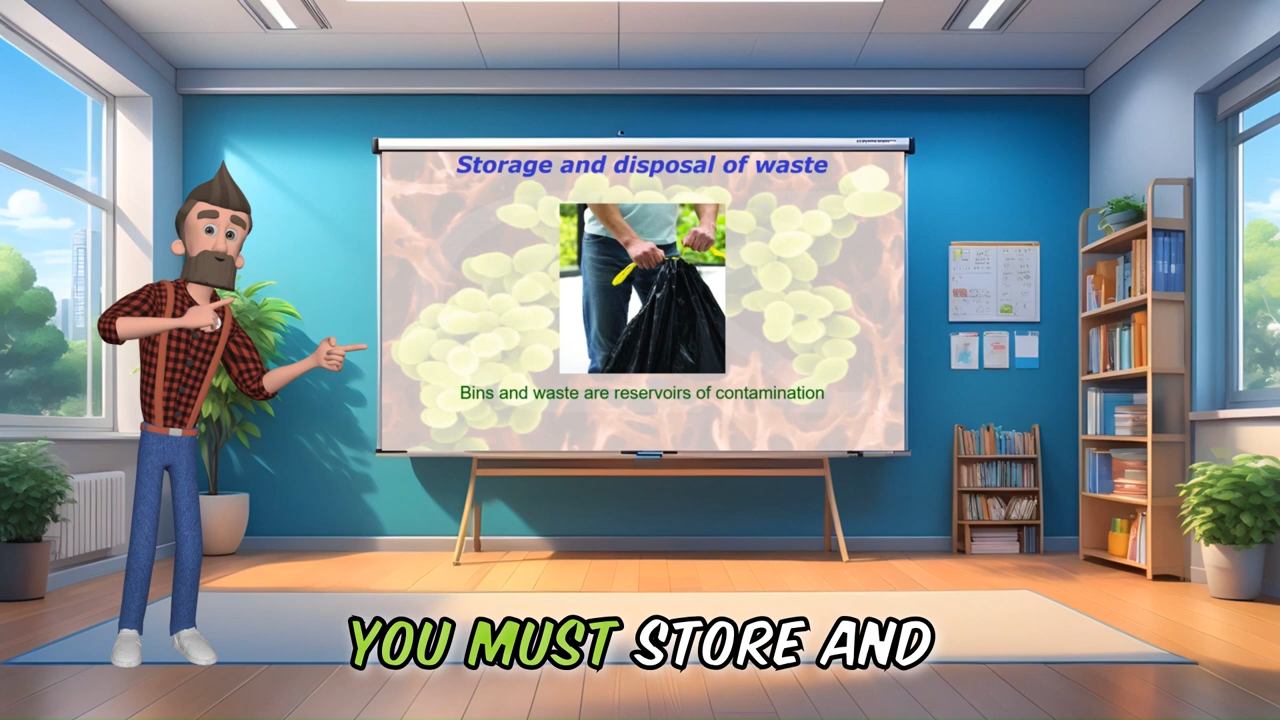 Storage and disposal of waste
Bins and waste are reservoirs of contamination
YOU MUST STORE AND